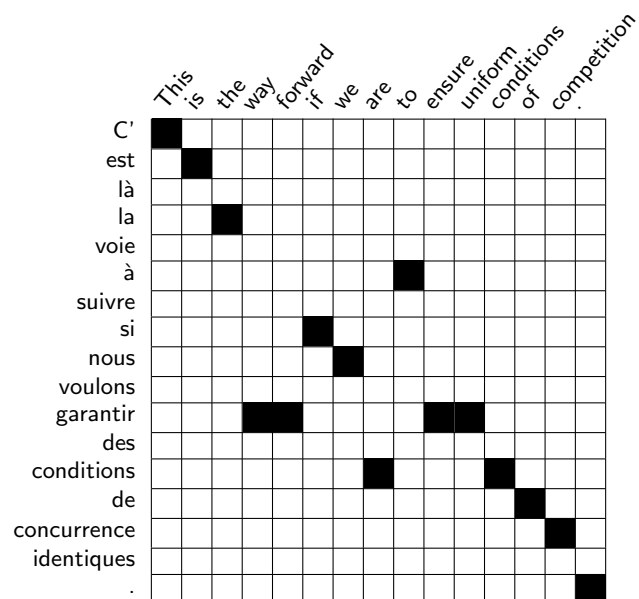 This is the way forward if we are to ensure uniform conditions of competition .
C'
est
là
la
voie
à
suivre
si
nous
voulons
garantir
des
conditions
de
concurrence
identiques
.